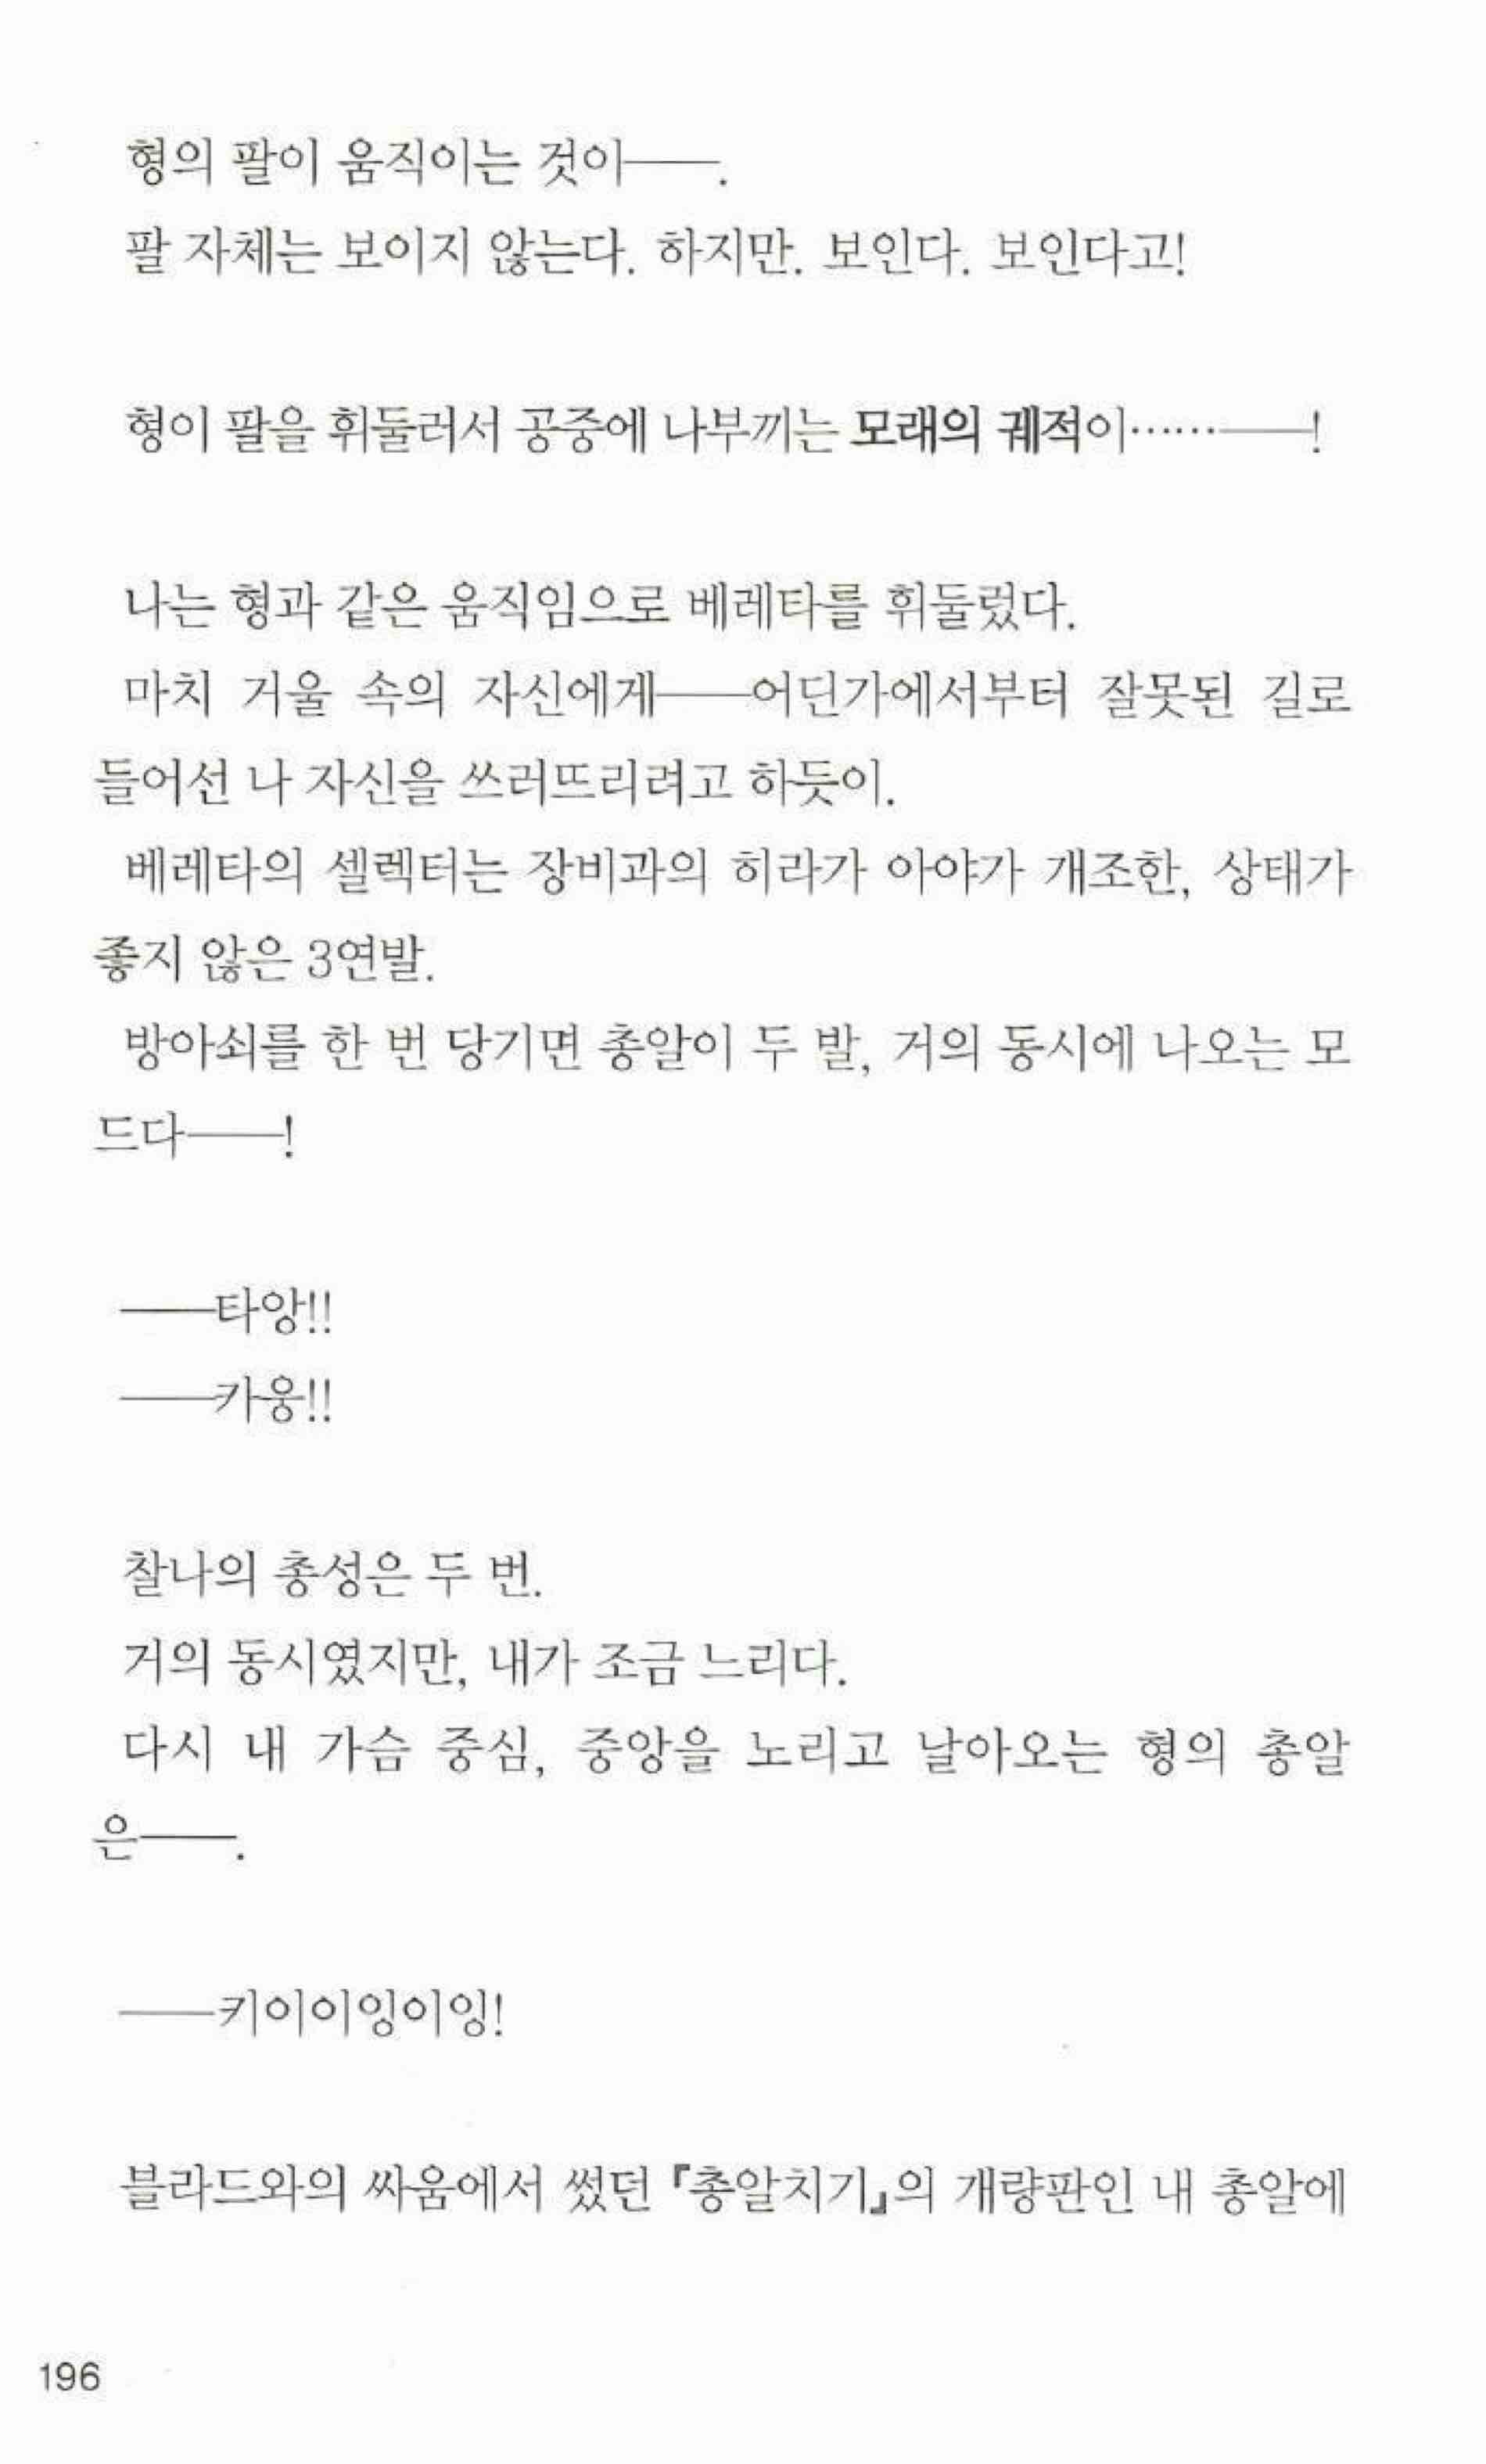 형의 팔이 움직이는 것이――.
팔 자체는 보이지 않는다. 하지만. 보인다. 보인다고!
형이 팔을 휘둘러서 공중에 나부끼는 모래의 궤적이……――!
나는 형과 같은 움직임으로 베레타를 휘둘렀다.
마치 거울 속의 자신에게――어딘가에서부터 잘못된 길로
들어선 나 자신을 쓰러뜨리려고 하듯이.
베레타의 셀렉터는 장비과의 히라가 아야가 개조한, 상태가
좋지 않은 3연발.
방아쇠를 한 번 당기면 총알이 두 발, 거의 동시에 나오는 모
드다――!
――타앙!!
――카웅!!
찰나의 총성은 두 번.
거의 동시였지만, 내가 조금 느리다.
다시 내 가슴 중심, 중앙을 노리고 날아오는 형의 총알
은――.
――키이이잉이잉!
블라드와의 싸움에서 썼던 『총알치기』의 개량판인 내 총알에
196